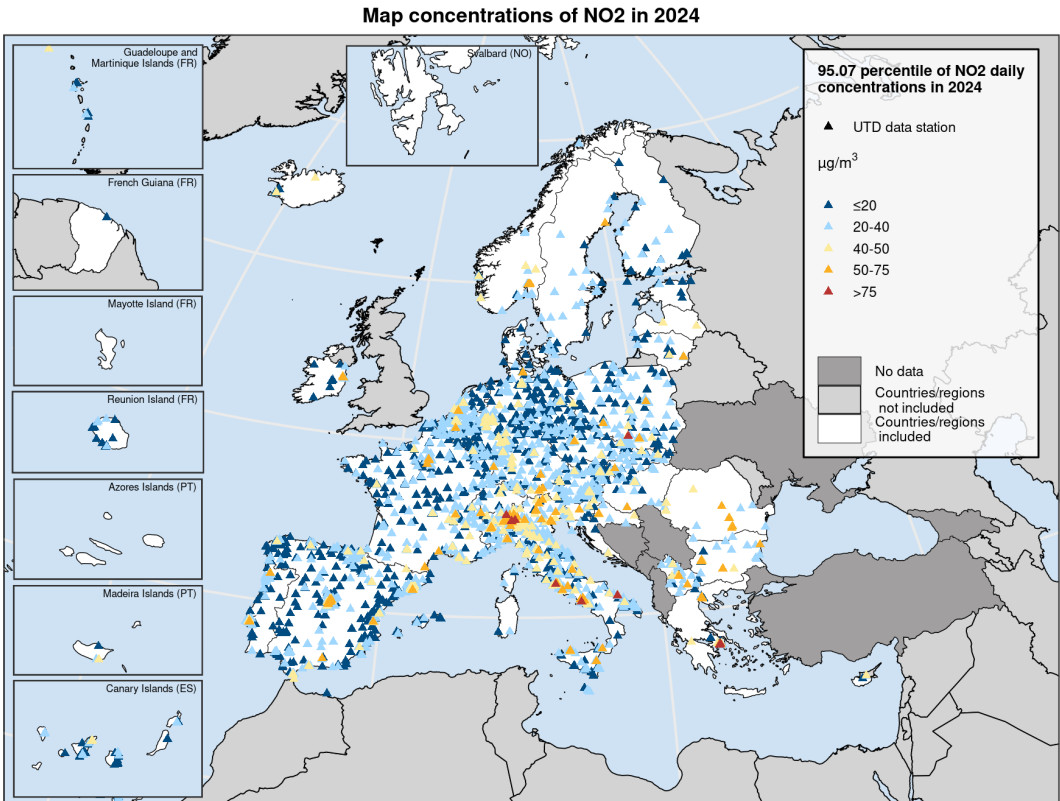 Map concentrations of NO2 in 2024
Guadeloupe and
Martinique Islands (FR)
French Guiana (FR)
Mayotte Island (FR)
Reunion Island (FR)
Azores Islands (PT)
Madeira Islands (PT)
Canary Islands (ES)
Svalbard (NO)
95.07 percentile of NO2 daily
concentrations in 2024
UTD data station
µg/m³
≤20
20-40
40-50
50-75
>75
No data
Countries/regions
not included
Countries/regions
included